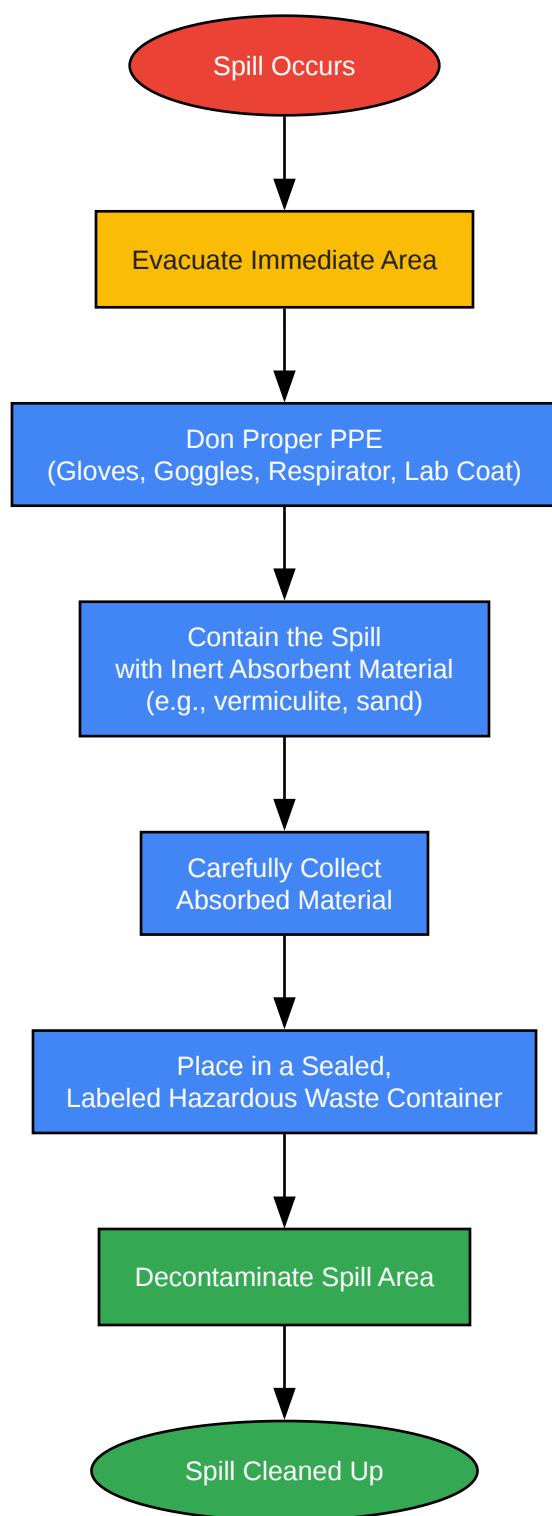 Spill Occurs
Evacuate Immediate Area
Don Proper PPE
(Gloves, Goggles, Respirator, Lab Coat)
Contain the Spill
with Inert Absorbent Material
(e.g., vermiculite, sand)
Carefully Collect
Absorbed Material
Place in a Sealed,
Labeled Hazardous Waste Container
Decontaminate Spill Area
Spill Cleaned Up